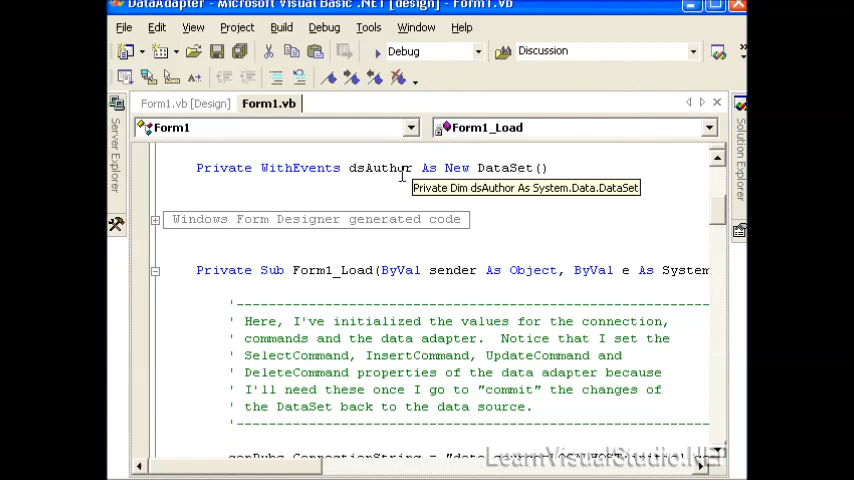 DataAdapter - Microsoft Visual Basic .NET [design] - Form1.vb
File Edit View Project Build Debug Tools Window Help
Debug Discussion
Form1.vb [Design] Form1.vb
Form1 Form1_Load
Server Explorer
Solution Explorer
Private WithEvents dsAuthor As New DataSet()
Private Dim dsAuthor As System.Data.DataSet
Windows Form Designer generated code
Private Sub Form1_Load(ByVal sender As Object, ByVal e As System
'----------------------------------------------------------
' Here, I've initialized the values for the connection,
' commands and the data adapter.  Notice that I set the
' SelectCommand, InsertCommand, UpdateCommand and
' DeleteCommand properties of the data adapter because
' I'll need these once I go to "commit" the changes of
' the DataSet back to the data source.
'----------------------------------------------------------
LearnVisualStudio.NET